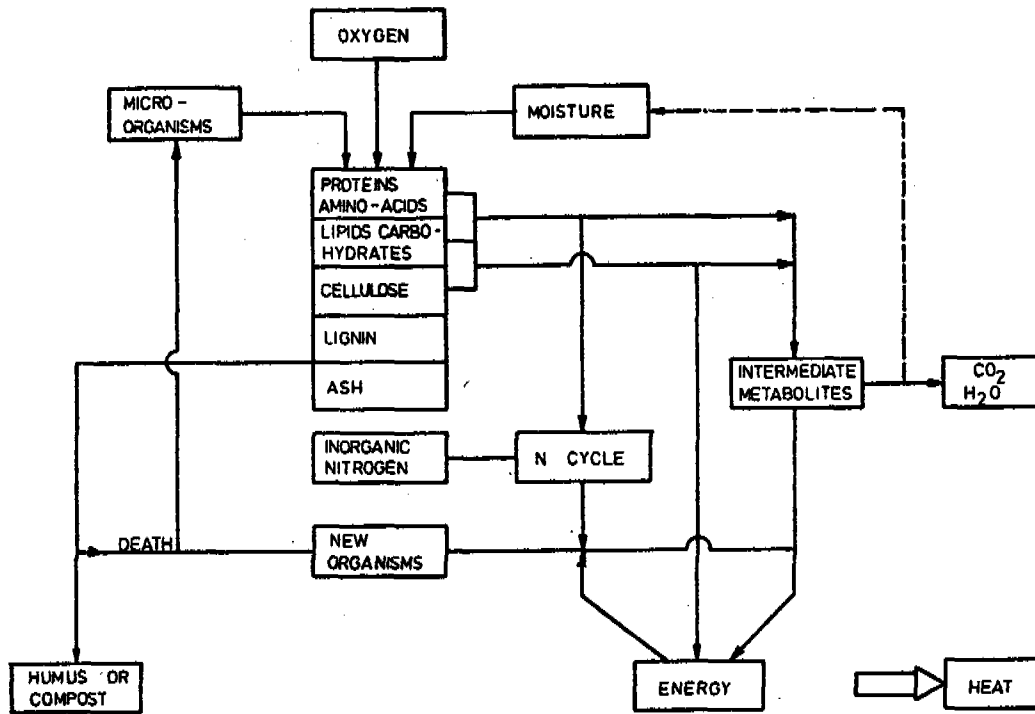 OXYGEN
MICRO-
ORGANISMS
MOISTURE
PROTEINS
AMINO-ACIDS
LIPIDS CARBO-
HYDRATES
CELLULOSE
LIGNIN
ASH
INTERMEDIATE
METABOLITES
CO2
H2O
INORGANIC
NITROGEN
N CYCLE
DEATH
NEW
ORGANISMS
HUMUS OR
COMPOST
ENERGY
HEAT